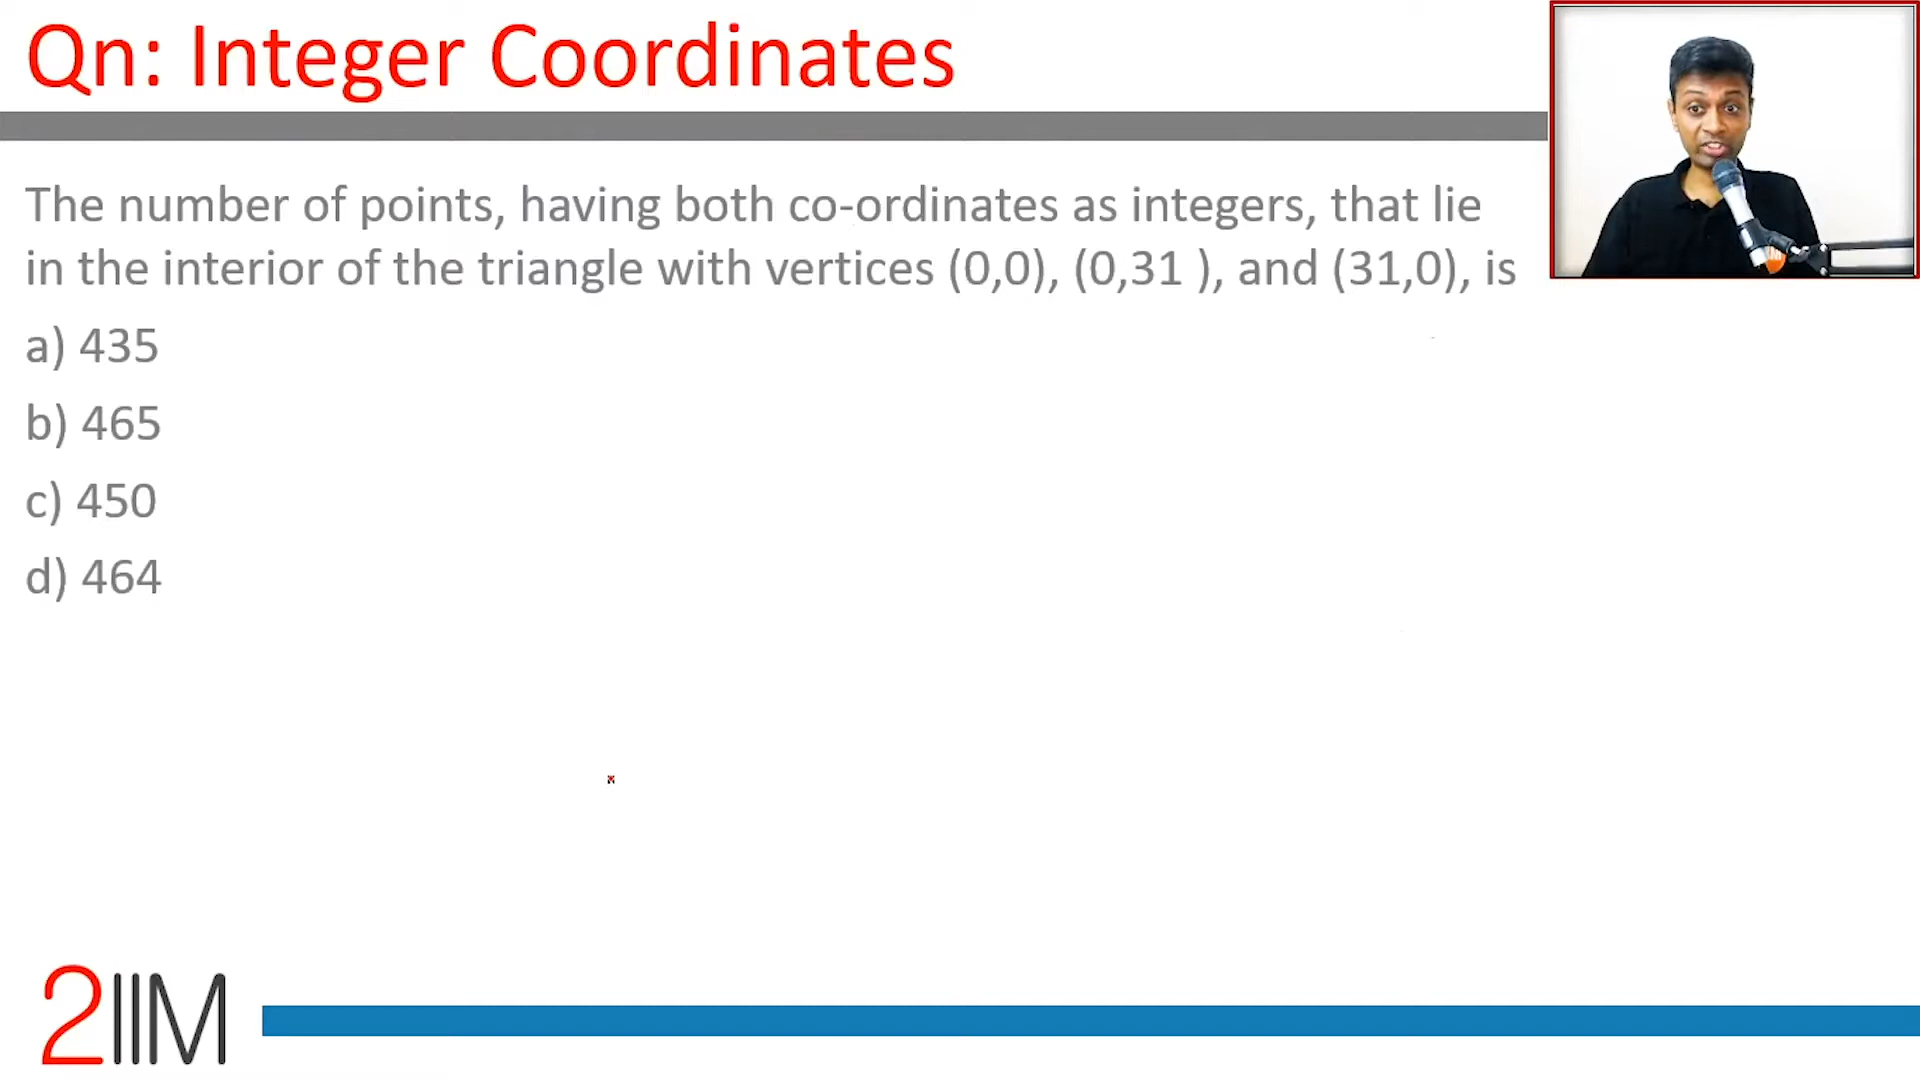 Qn: Integer Coordinates
The number of points, having both co-ordinates as integers, that lie
in the interior of the triangle with vertices (0,0), (0,31 ), and (31,0), is
a) 435
b) 465
c) 450
d) 464
2IIM